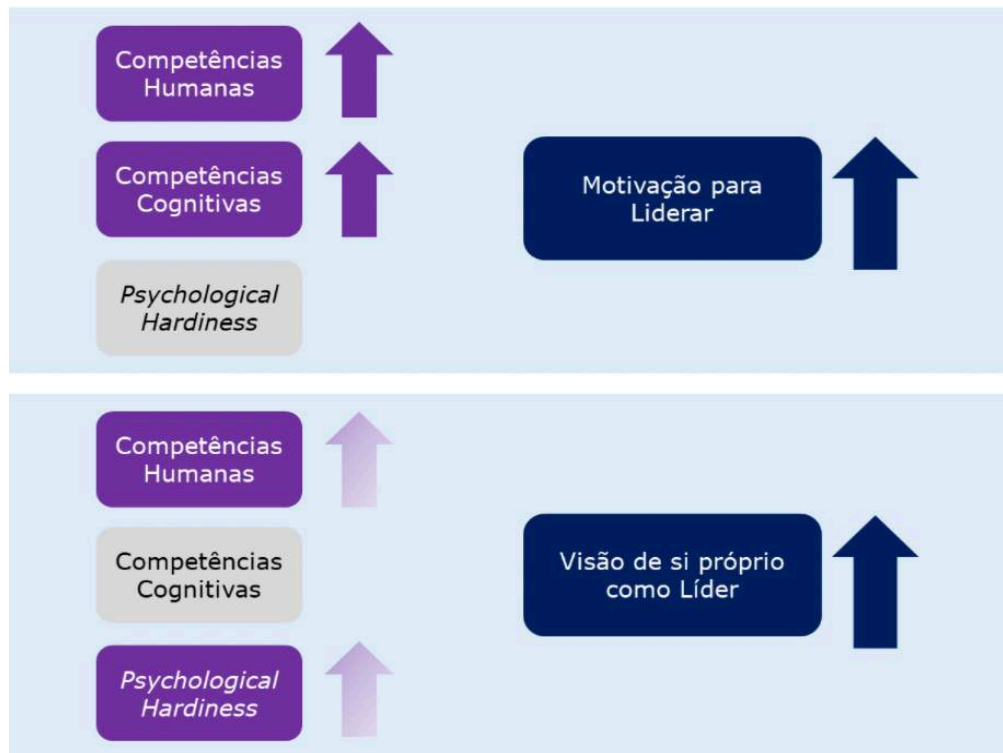 Competências
Humanas
Competências
Cognitivas
Psychological
Hardiness
Motivação para
Liderar
Competências
Humanas
Competências
Cognitivas
Psychological
Hardiness
Visão de si próprio
como Líder